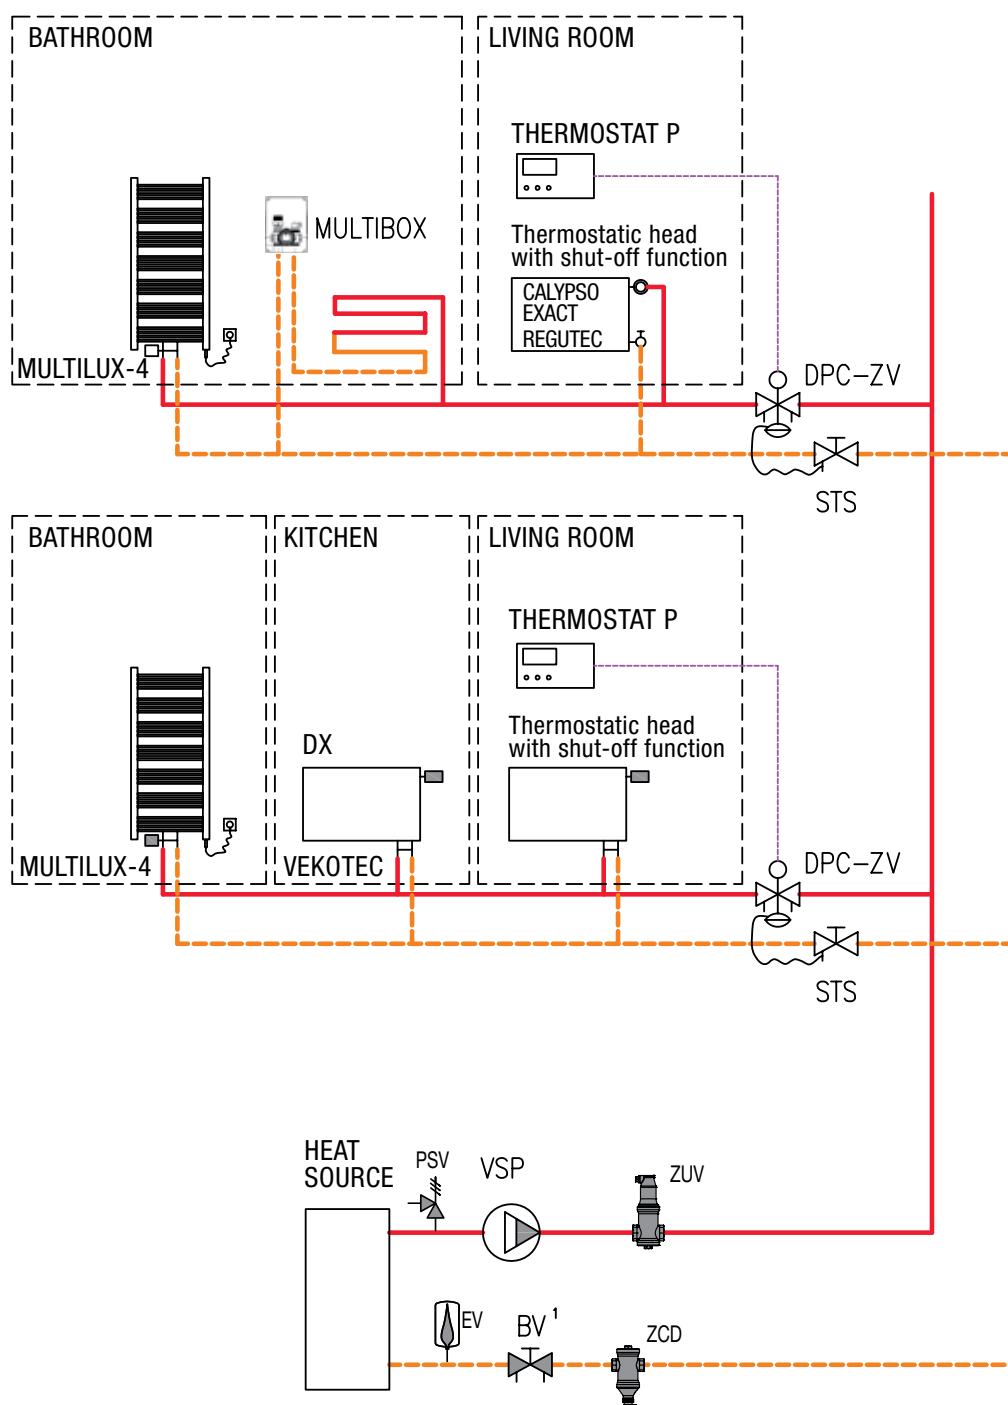 BATHROOM
LIVING ROOM
THERMOSTAT P
MULTIBOX
Thermostatic head
with shut-off function
CALYPSO
EXACT
REGUTEC
MULTILUX-4
DPC-ZV
STS
BATHROOM
KITCHEN
LIVING ROOM
THERMOSTAT P
Thermostatic head
with shut-off function
DX
MULTILUX-4
VEKOTEC
DPC-ZV
STS
HEAT
SOURCE
PSV
VSP
ZUV
EV
BV 1
ZCD